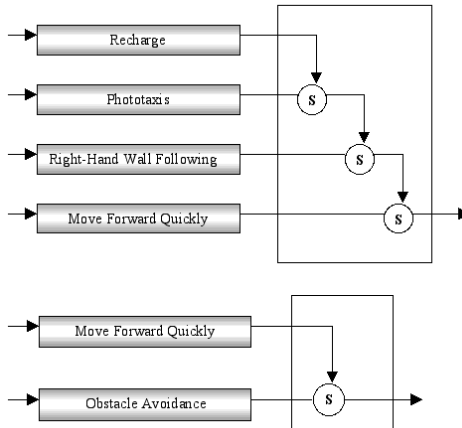 Recharge
Phototaxis
S
Right-Hand Wall Following
S
Move Forward Quickly
S
Move Forward Quickly
Obstacle Avoidance
S